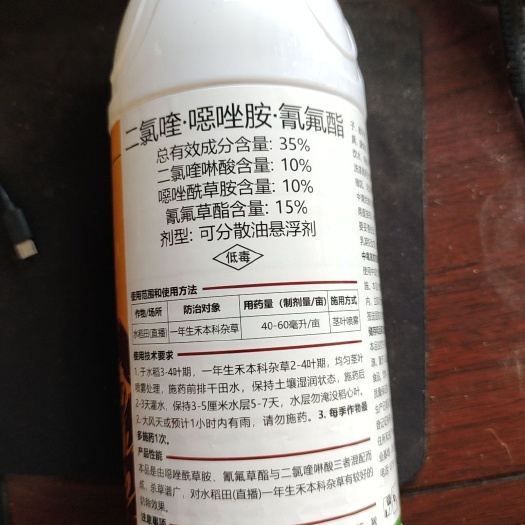 二氯喹·噁唑胺·氰氟酯
总有效成分含量: 35%
二氯喹啉酸含量: 10%
噁唑酰草胺含量: 10%
氰氟草酯含量: 15%
剂型: 可分散油悬浮剂
低毒
使用范围和使用方法
作物/场所 防治对象 用药量（制剂量/亩） 施用方式
水稻田(直播) 一年生禾本科杂草 40-60毫升/亩 茎叶喷雾
使用技术要求
1. 于水稻3-4叶期，一年生禾本科杂草2-4叶期，均匀茎叶
喷雾处理，施药前排干田水，保持土壤湿润状态，施药后
2-3天灌水，保持3-5厘米水层5-7天，水层勿淹没稻心叶。
2. 大风天或预计1小时内有雨，请勿施药。3. 每季作物最
多施药1次。
产品性能
本品是由噁唑酰草胺、氰氟草酯与二氯喹啉酸三者混配而
成，杀草谱广，对水稻田(直播)一年生禾本科杂草有较好的
防除效果。
注意事项